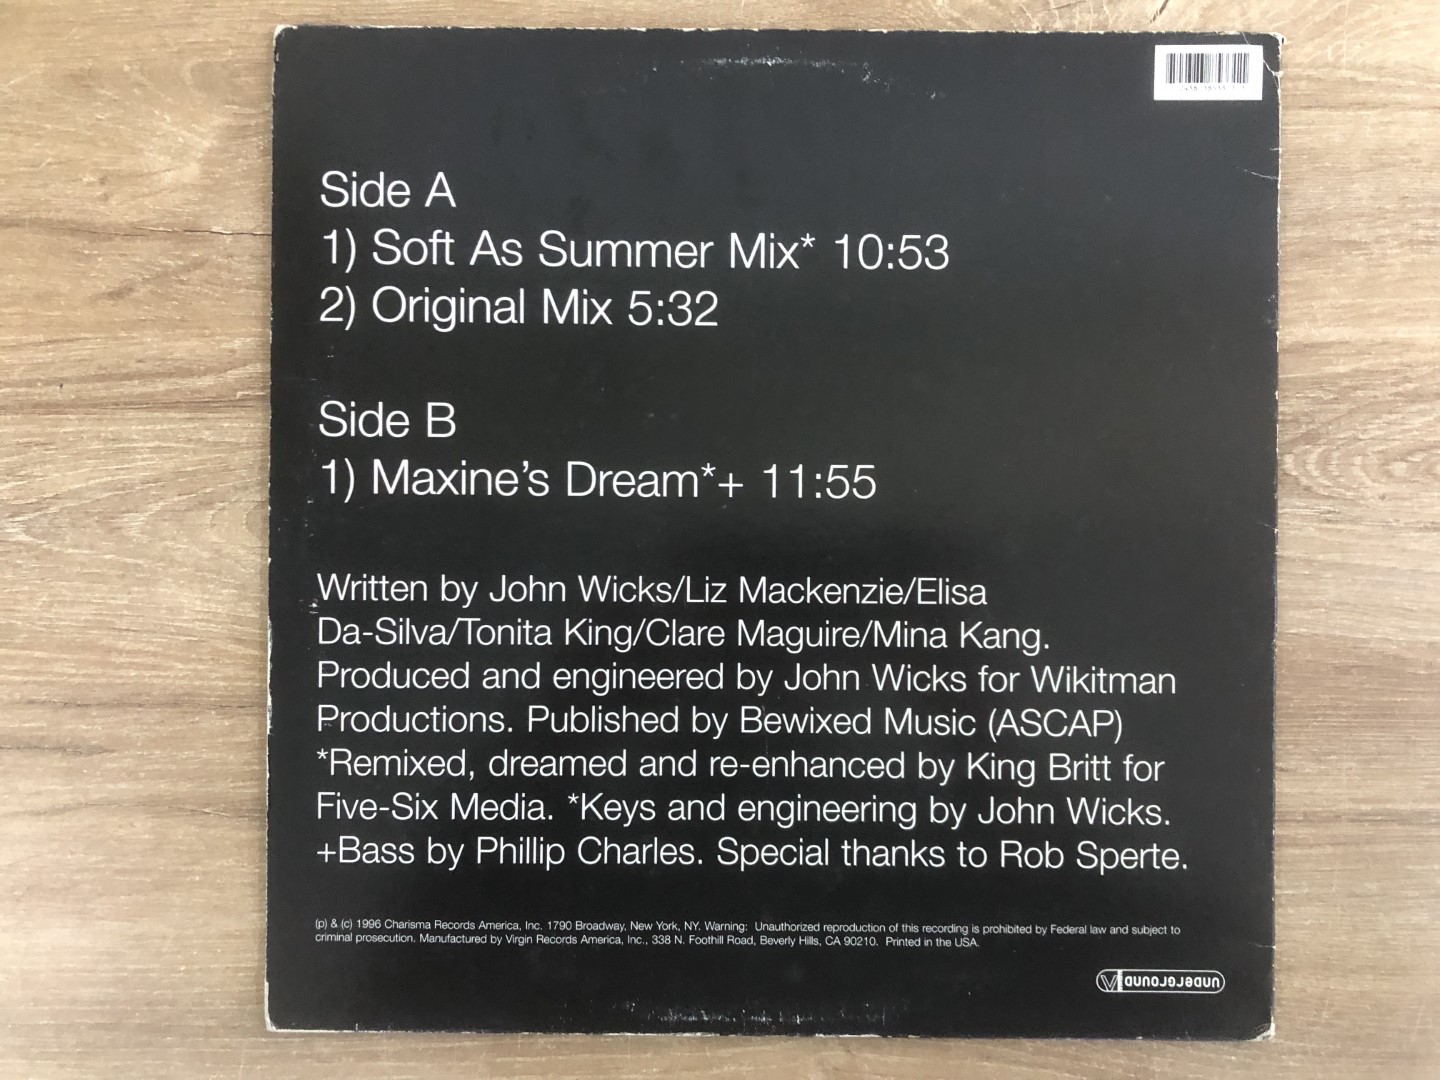 Side A
1) Soft As Summer Mix* 10:53
2) Original Mix 5:32
Side B
1) Maxine's Dream*+ 11:55
Written by John Wicks/Liz Mackenzie/Elisa
Da-Silva/Tonita King/Clare Maguire/Mina Kang.
Produced and engineered by John Wicks for Wikitman
Productions. Published by Bewixed Music (ASCAP)
*Remixed, dreamed and re-enhanced by King Britt for
Five-Six Media. *Keys and engineering by John Wicks.
+Bass by Phillip Charles. Special thanks to Rob Sperte.
(p) & (c) 1996 Charisma Records America, Inc. 1790 Broadway, New York, NY. Warning: Unauthorized reproduction of this recording is prohibited by Federal law and subject to
criminal prosecution. Manufactured by Virgin Records America, Inc., 338 N. Foothill Road, Beverly Hills, CA 90210. Printed in the USA.
underground